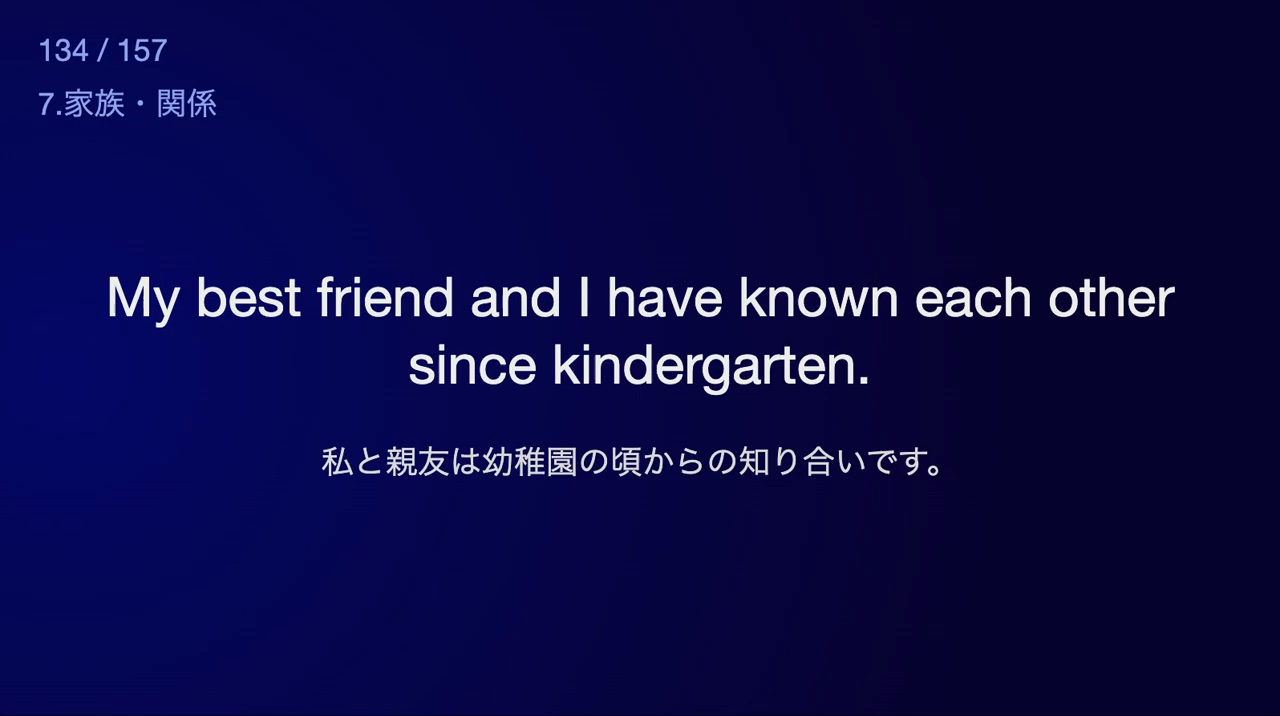 134 / 157
7.家族・関係
My best friend and I have known each other
since kindergarten.
私と親友は幼稚園の頃からの知り合いです。